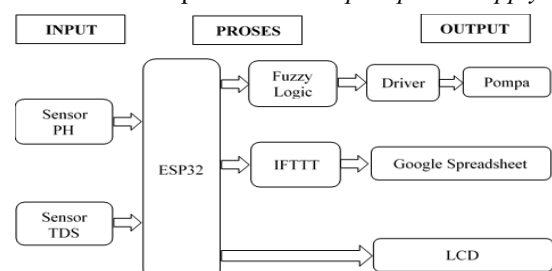 INPUT
PROSES
OUTPUT
Fuzzy
Logic
Driver
Pompa
Sensor
PH
ESP32
IFTTT
Google Spreadsheet
Sensor
TDS
LCD